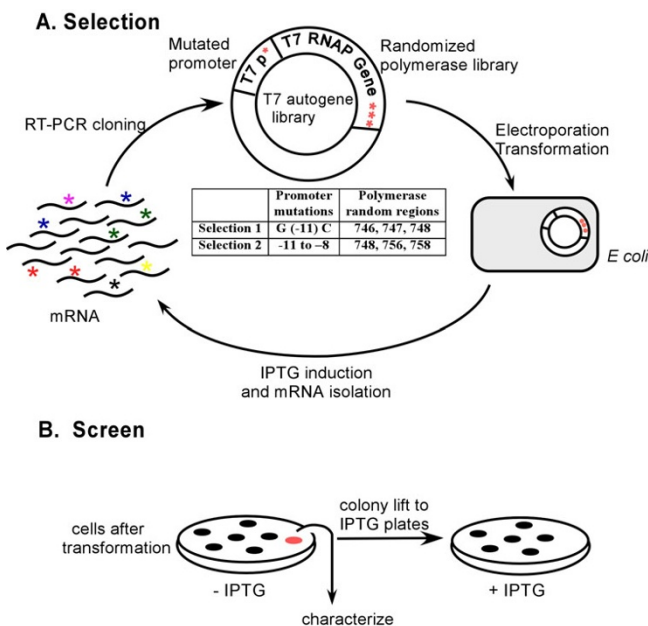 A. Selection
Mutated
promoter
T7 p*
T7 RNAP Gene
***
Randomized
polymerase library
T7 autogene
library
RT-PCR cloning
Electroporation
Transformation
Promoter mutations Polymerase random regions
Selection 1 G (-11) C 746, 747, 748
Selection 2 -11 to –8 748, 756, 758
E coli
mRNA
IPTG induction
and mRNA isolation
B. Screen
cells after
transformation
colony lift to
IPTG plates
- IPTG
+ IPTG
characterize